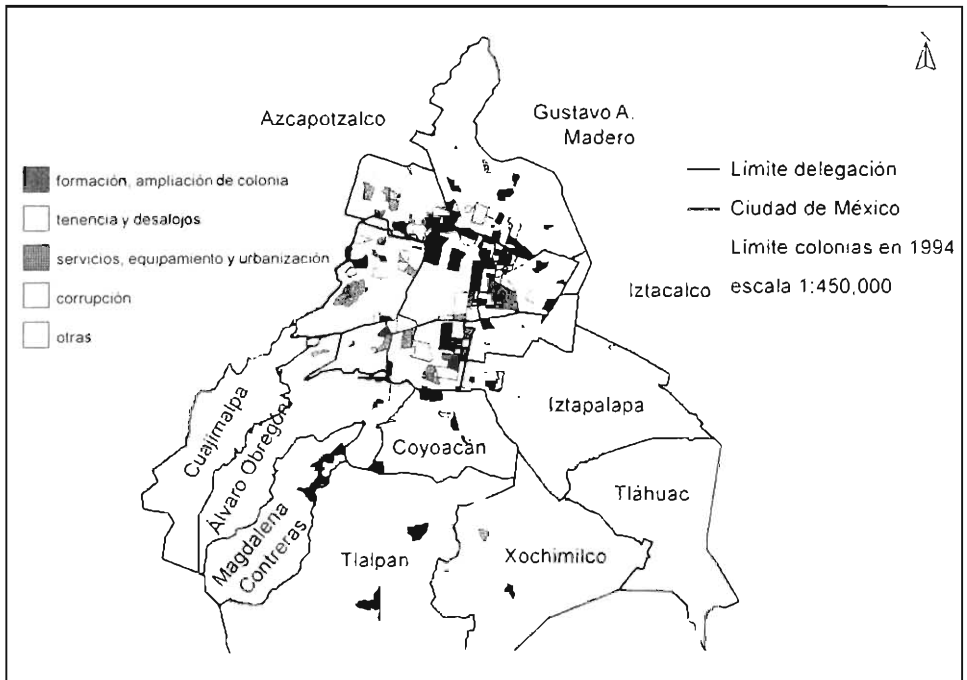 Azcapotzalco
Gustavo A.
Madero
formación, ampliación de colonia
tenencia y desalojos
servicios, equipamiento y urbanización
corrupción
otras
Límite delegación
Ciudad de México
Límite colonias en 1994
escala 1:450,000
Iztacalco
Cuajimalpa
Álvaro Obregón
Magdalena
Contreras
Coyoacán
Iztapalapa
Tláhuac
Tlalpan
Xochimilco